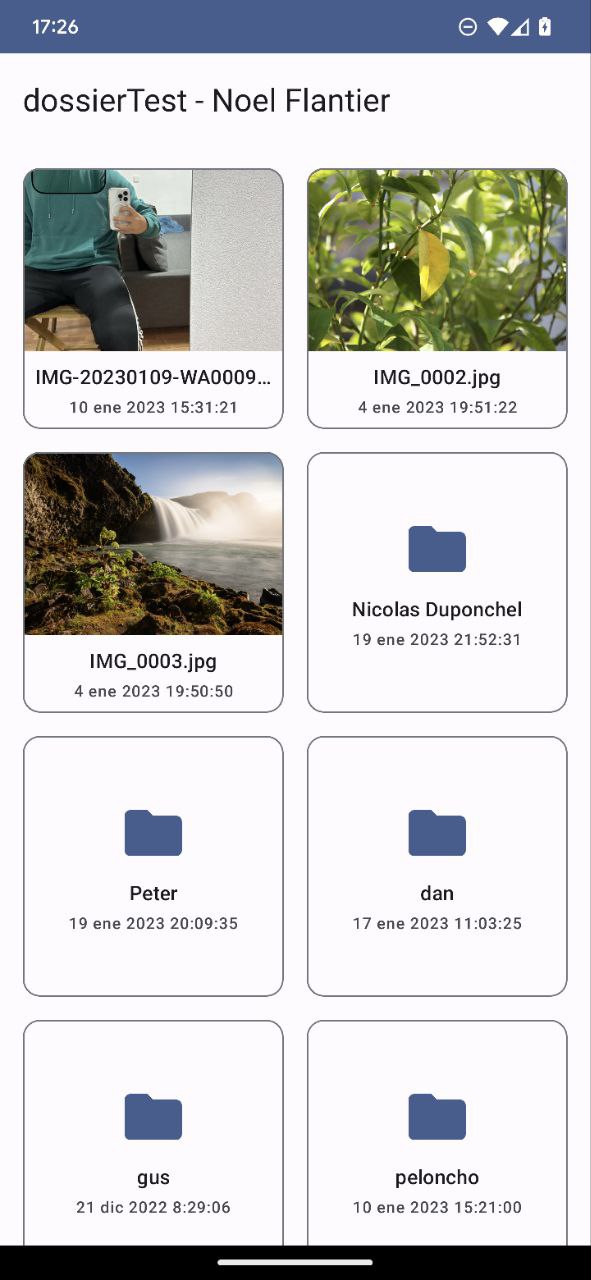 17:26
dossierTest - Noel Flantier
IMG-20230109-WA0009...
10 ene 2023 15:31:21
IMG_0002.jpg
4 ene 2023 19:51:22
IMG_0003.jpg
4 ene 2023 19:50:50
Nicolas Duponchel
19 ene 2023 21:52:31
Peter
19 ene 2023 20:09:35
dan
17 ene 2023 11:03:25
gus
21 dic 2022 8:29:06
peloncho
10 ene 2023 15:21:00